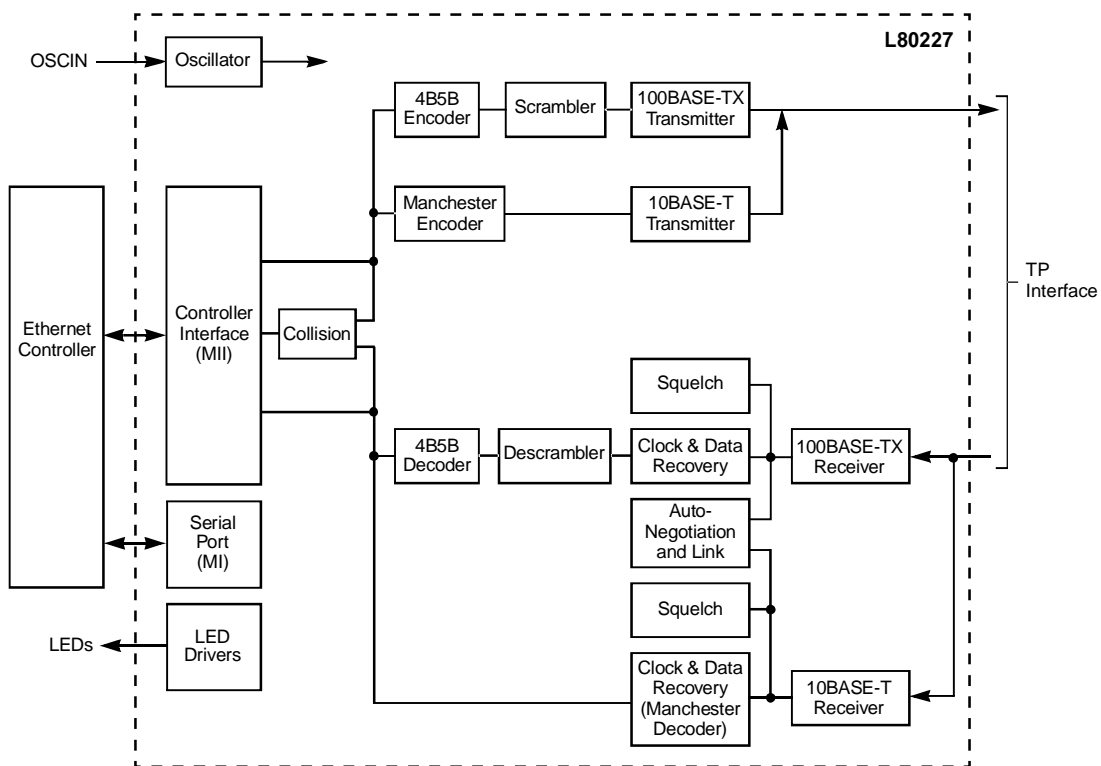 L80227
OSCIN
Oscillator
4B5B
Encoder
Scrambler
100BASE-TX
Transmitter
Manchester
Encoder
10BASE-T
Transmitter
TP
Interface
Ethernet
Controller
Controller
Interface
(MII)
Collision
Squelch
4B5B
Decoder
Descrambler
Clock & Data
Recovery
100BASE-TX
Receiver
Auto-
Negotiation
and Link
Serial
Port
(MI)
Squelch
LEDs
LED
Drivers
Clock & Data
Recovery
(Manchester
Decoder)
10BASE-T
Receiver